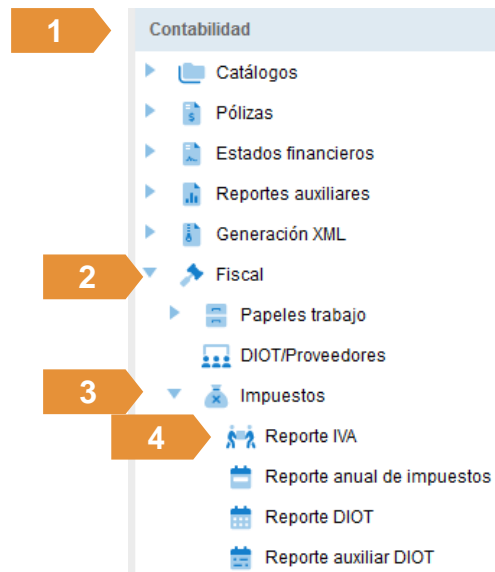 1 Contabilidad
Catálogos
Pólizas
Estados financieros
Reportes auxiliares
Generación XML
2 Fiscal
Papeles trabajo
DIOT/Proveedores
3 Impuestos
4 Reporte IVA
Reporte anual de impuestos
Reporte DIOT
Reporte auxiliar DIOT